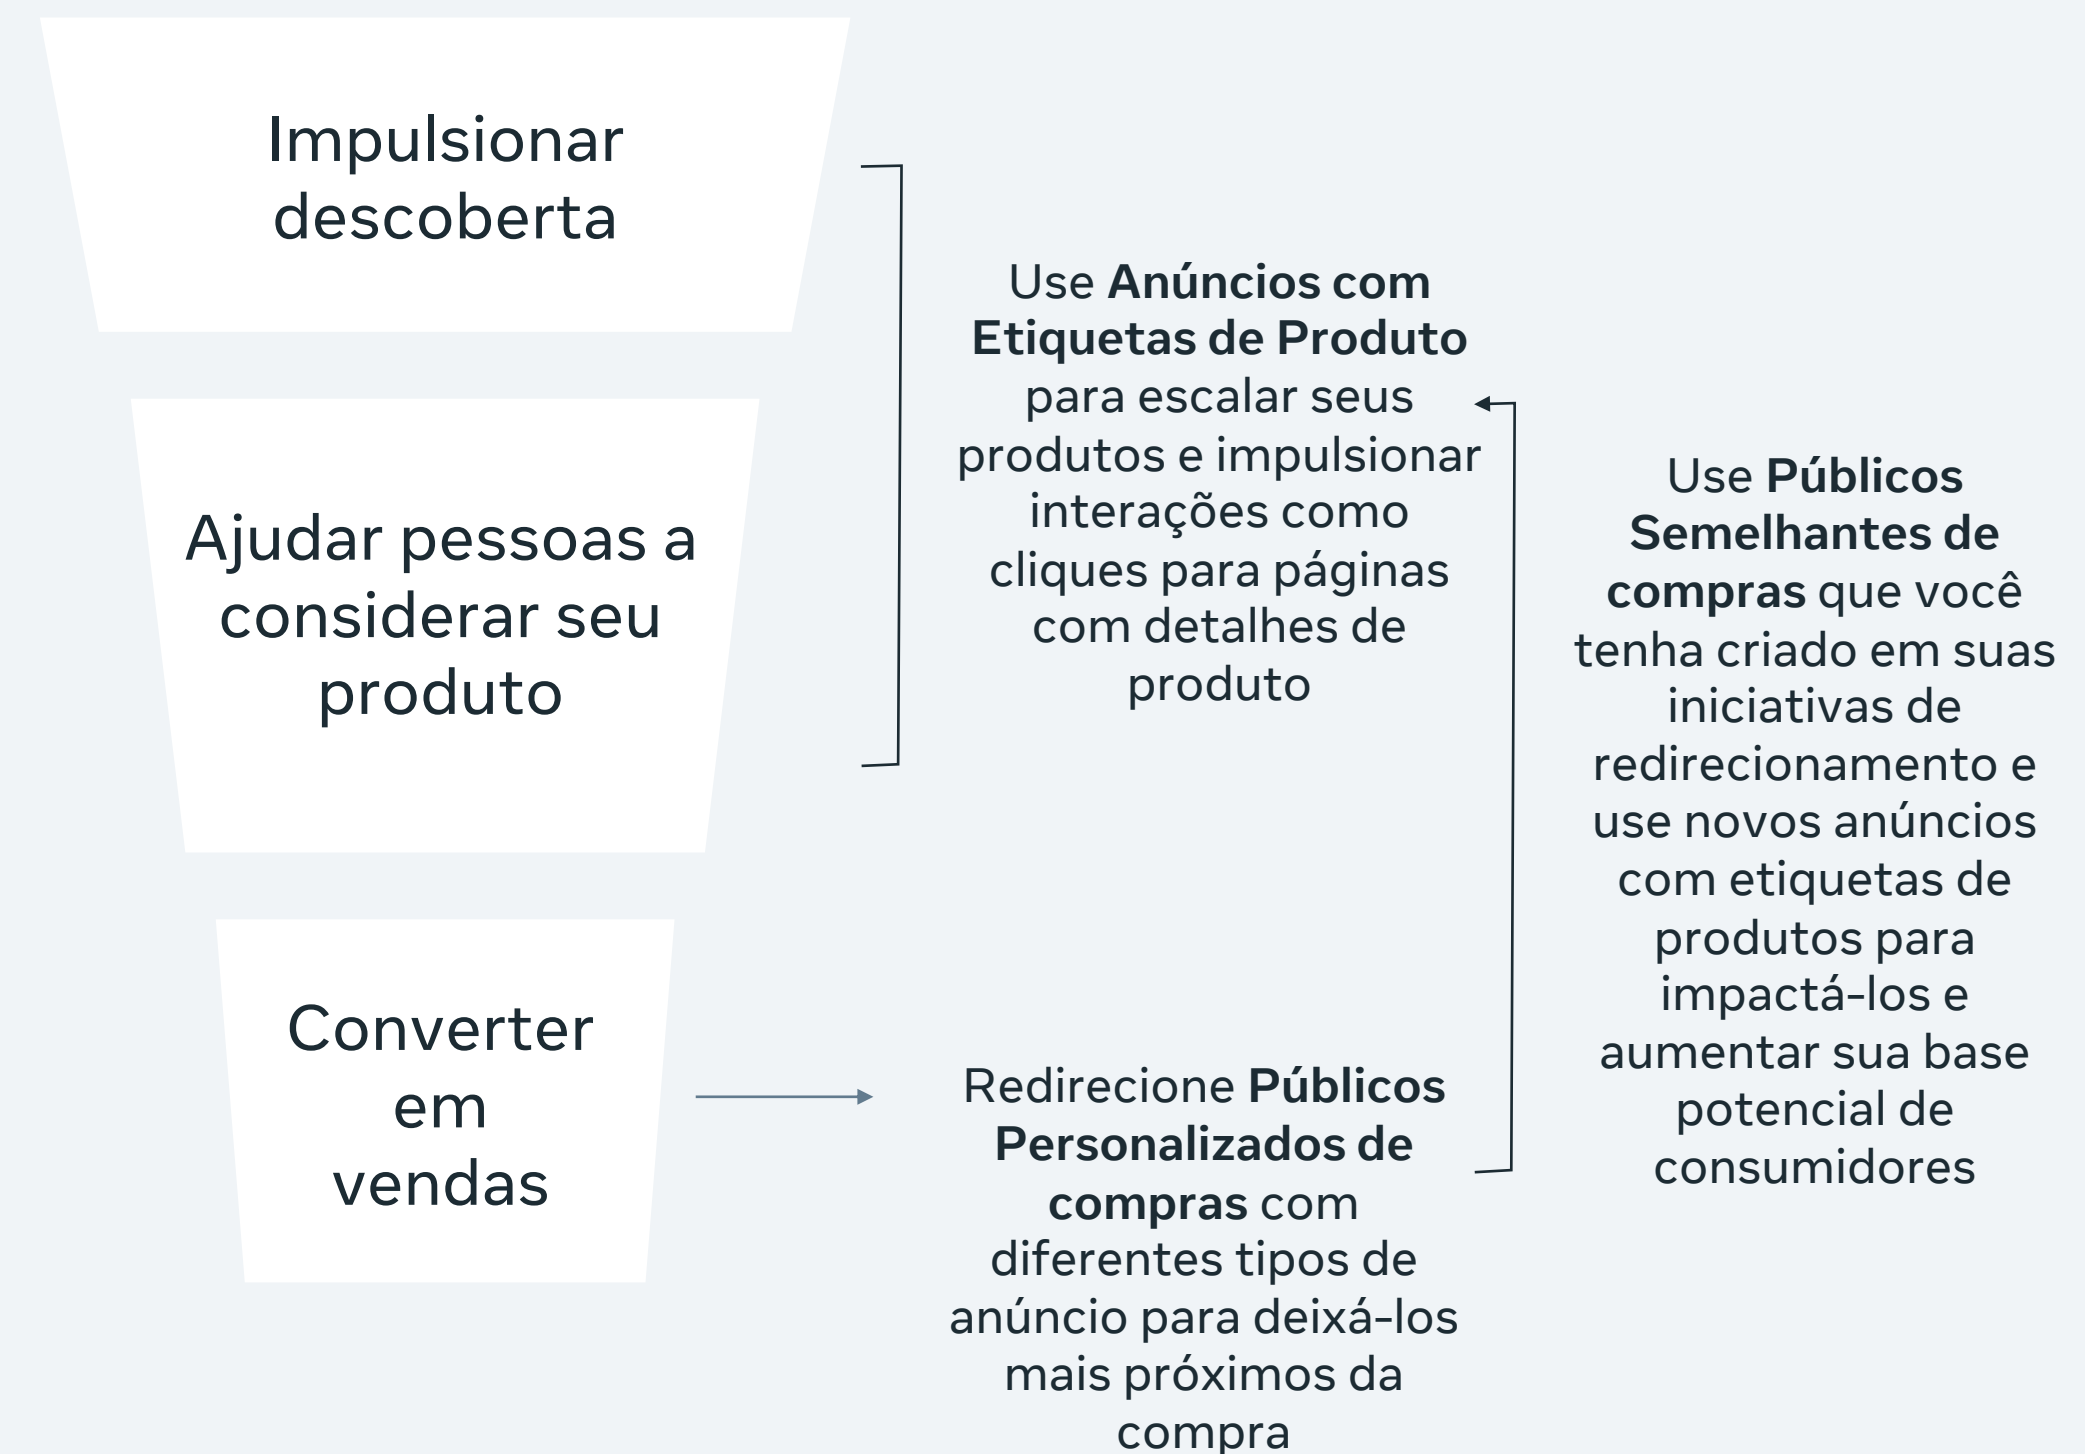 Impulsionar
descoberta
Ajudar pessoas a
considerar seu
produto
Converter
em
vendas
Use Anúncios com
Etiquetas de Produto
para escalar seus
produtos e impulsionar
interações como
cliques para páginas
com detalhes de
produto
Redirecione Públicos
Personalizados de
compras com
diferentes tipos de
anúncio para deixá-los
mais próximos da
compra
Use Públicos
Semelhantes de
compras que você
tenha criado em suas
iniciativas de
redirecionamento e
use novos anúncios
com etiquetas de
produtos para
impactá-los e
aumentar sua base
potencial de
consumidores